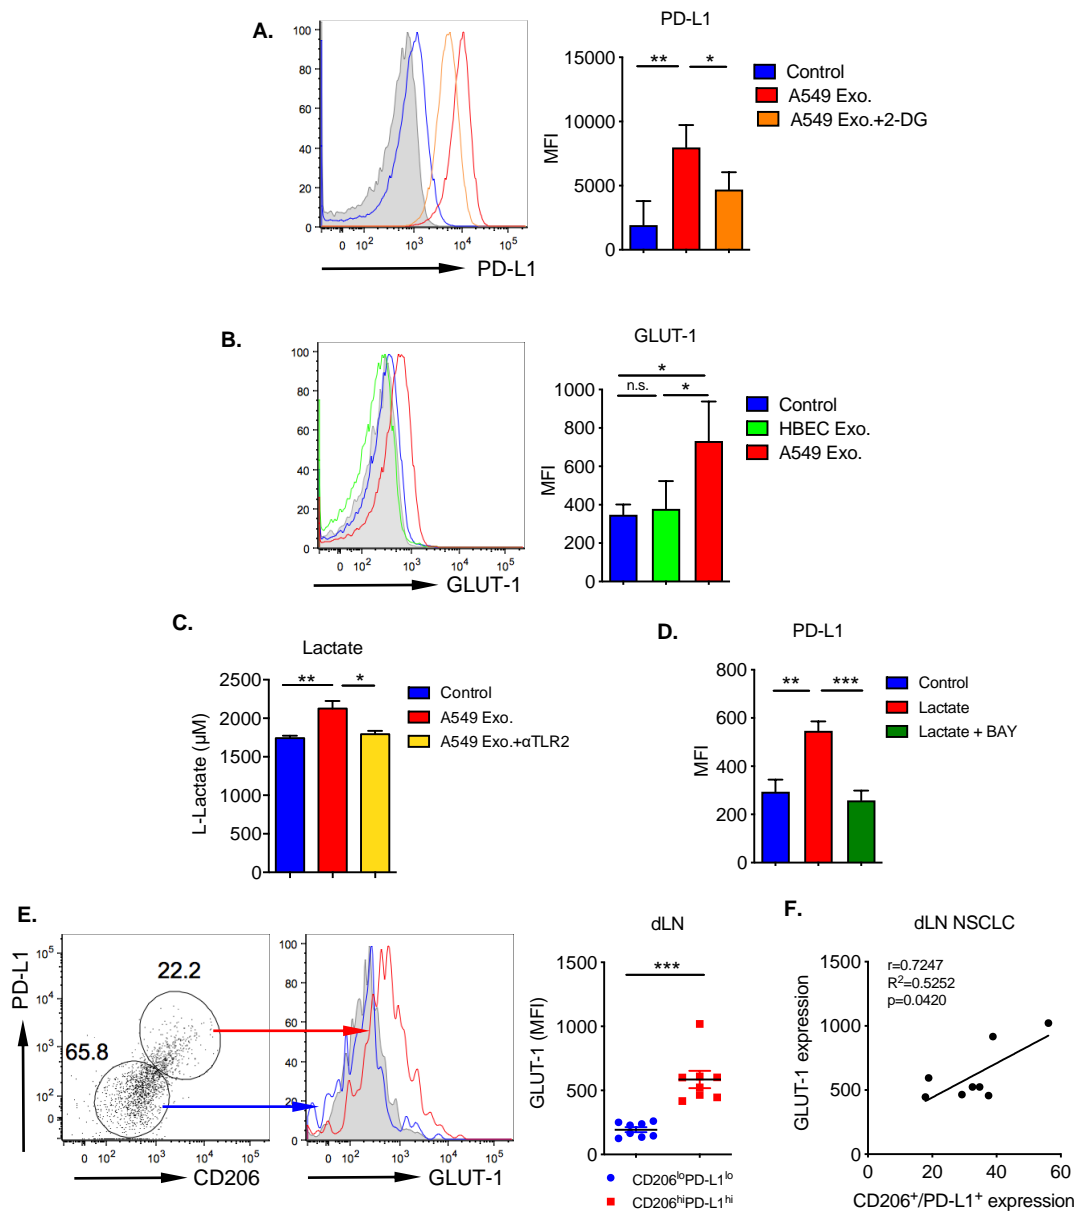 A.
100
80
60
40
20
0
0 10² 10³ 10⁴ 10⁵
PD-L1
PD-L1
MFI
15000
10000
5000
0
** *
Control
A549 Exo.
A549 Exo.+2-DG
B.
100
80
60
40
20
0
0 10² 10³ 10⁴ 10⁵
GLUT-1
GLUT-1
MFI
1000
800
600
400
200
0
*
n.s. *
Control
HBEC Exo.
A549 Exo.
C.
Lactate
L-Lactate (µM)
2500
2000
1500
1000
500
0
** *
Control
A549 Exo.
A549 Exo.+αTLR2
D.
PD-L1
MFI
800
600
400
200
0
** ***
Control
Lactate
Lactate + BAY
E.
PD-L1
10⁵
10⁴
10³
10²
0
22.2
65.8
0 10² 10³ 10⁴ 10⁵
CD206
100
80
60
40
20
0
0 10² 10³ 10⁴ 10⁵
GLUT-1
dLN
GLUT-1 (MFI)
1500
1000
500
0
***
CD206ˡᵒPD-L1ˡᵒ
CD206ʰⁱPD-L1ʰⁱ
F.
dLN NSCLC
GLUT-1 expression
1500
1000
500
0
r=0.7247
R²=0.5252
p=0.0420
0 20 40 60
CD206⁺/PD-L1⁺ expression